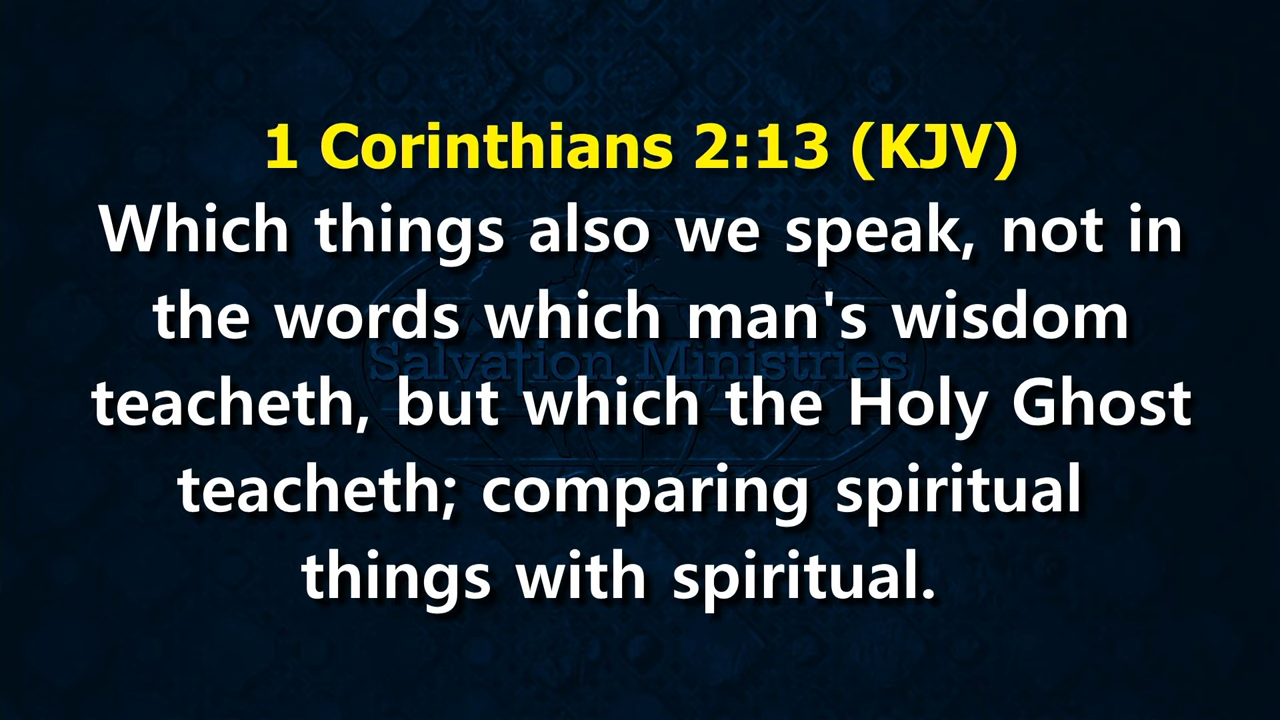 1 Corinthians 2:13 (KJV)
Which things also we speak, not in
the words which man's wisdom
Salvation Ministries
teacheth, but which the Holy Ghost
teacheth; comparing spiritual
things with spiritual.